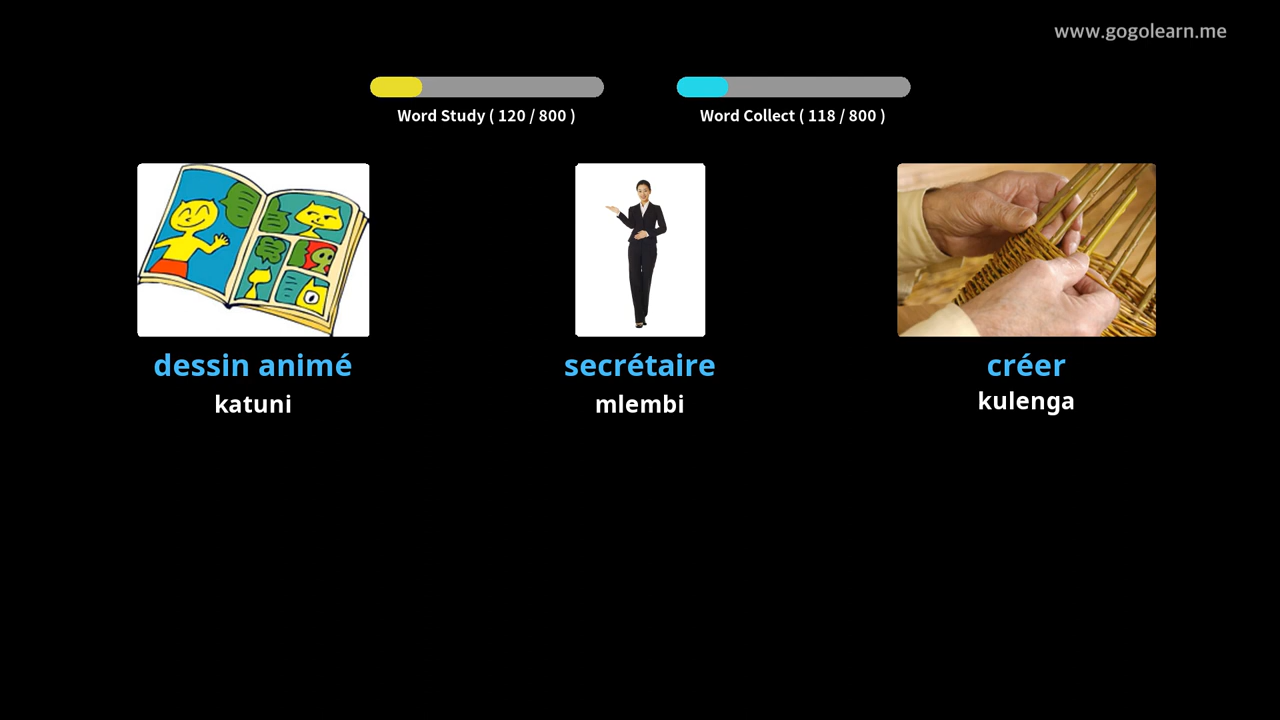 www.gogolearn.me
Word Study ( 120 / 800 )
Word Collect ( 118 / 800 )
dessin animé
secrétaire
créer
katuni
mlembi
kulenga